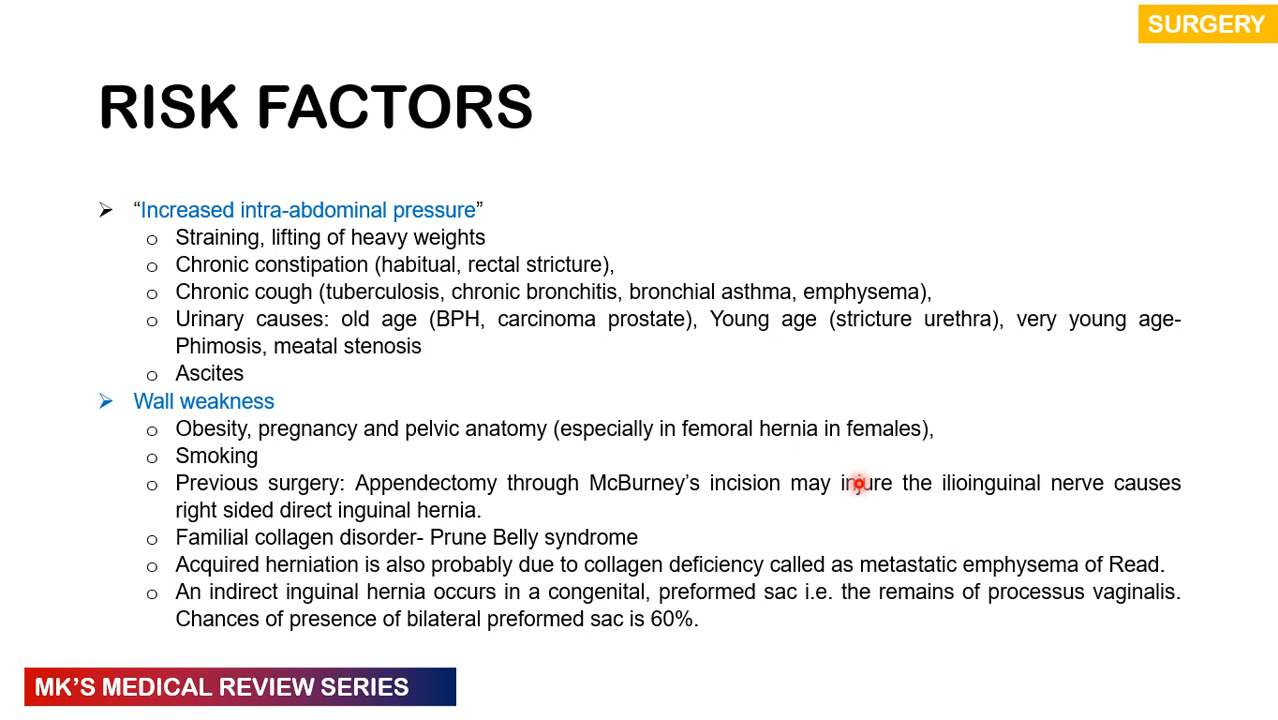 SURGERY
RISK FACTORS
➢ “Increased intra-abdominal pressure”
o Straining, lifting of heavy weights
o Chronic constipation (habitual, rectal stricture),
o Chronic cough (tuberculosis, chronic bronchitis, bronchial asthma, emphysema),
o Urinary causes: old age (BPH, carcinoma prostate), Young age (stricture urethra), very young age-
Phimosis, meatal stenosis
o Ascites
➢ Wall weakness
o Obesity, pregnancy and pelvic anatomy (especially in femoral hernia in females),
o Smoking
o Previous surgery: Appendectomy through McBurney’s incision may injure the ilioinguinal nerve causes
right sided direct inguinal hernia.
o Familial collagen disorder- Prune Belly syndrome
o Acquired herniation is also probably due to collagen deficiency called as metastatic emphysema of Read.
o An indirect inguinal hernia occurs in a congenital, preformed sac i.e. the remains of processus vaginalis.
Chances of presence of bilateral preformed sac is 60%.
MK’S MEDICAL REVIEW SERIES